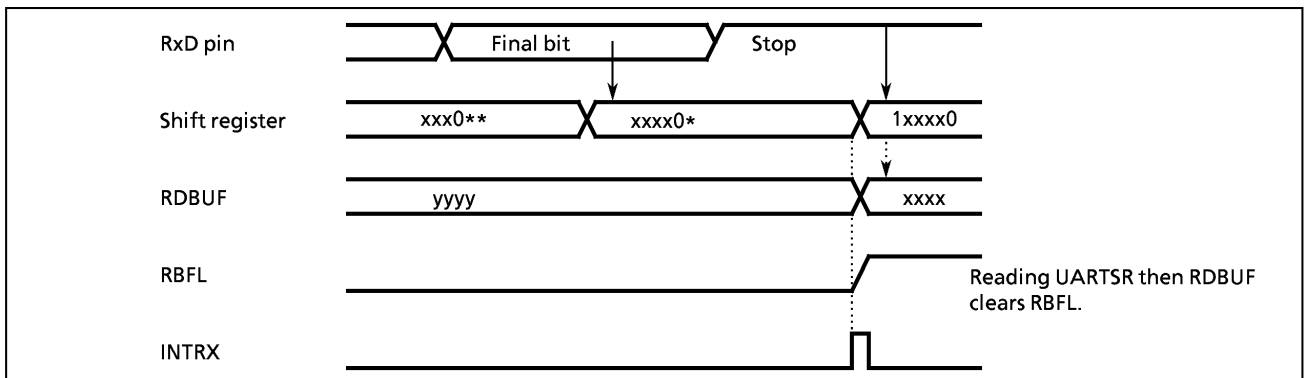 RxD pin Final bit Stop
Shift register xxx0** xxxx0* 1xxxx0
RDBUF yyyy xxxx
RBFL
Reading UARTSR then RDBUF
clears RBFL.
INTRX